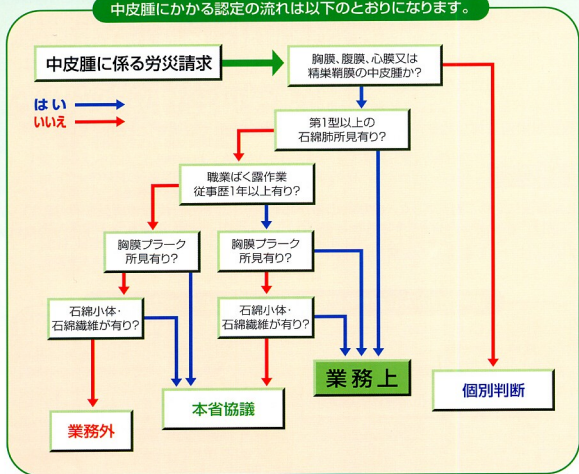 中皮腫にかかる認定の流れは以下のとおりになります。
中皮腫に係る労災請求
胸膜、腹膜、心膜又は
精巣鞘膜の中皮腫か?
はい
いいえ
第1型以上の
石綿肺所見有り?
職業ばく露作業
従事歴1年以上有り?
胸膜プラーク
所見有り?
胸膜プラーク
所見有り?
石綿小体・
石綿繊維が有り?
石綿小体・
石綿繊維が有り?
業務上
個別判断
本省協議
業務外